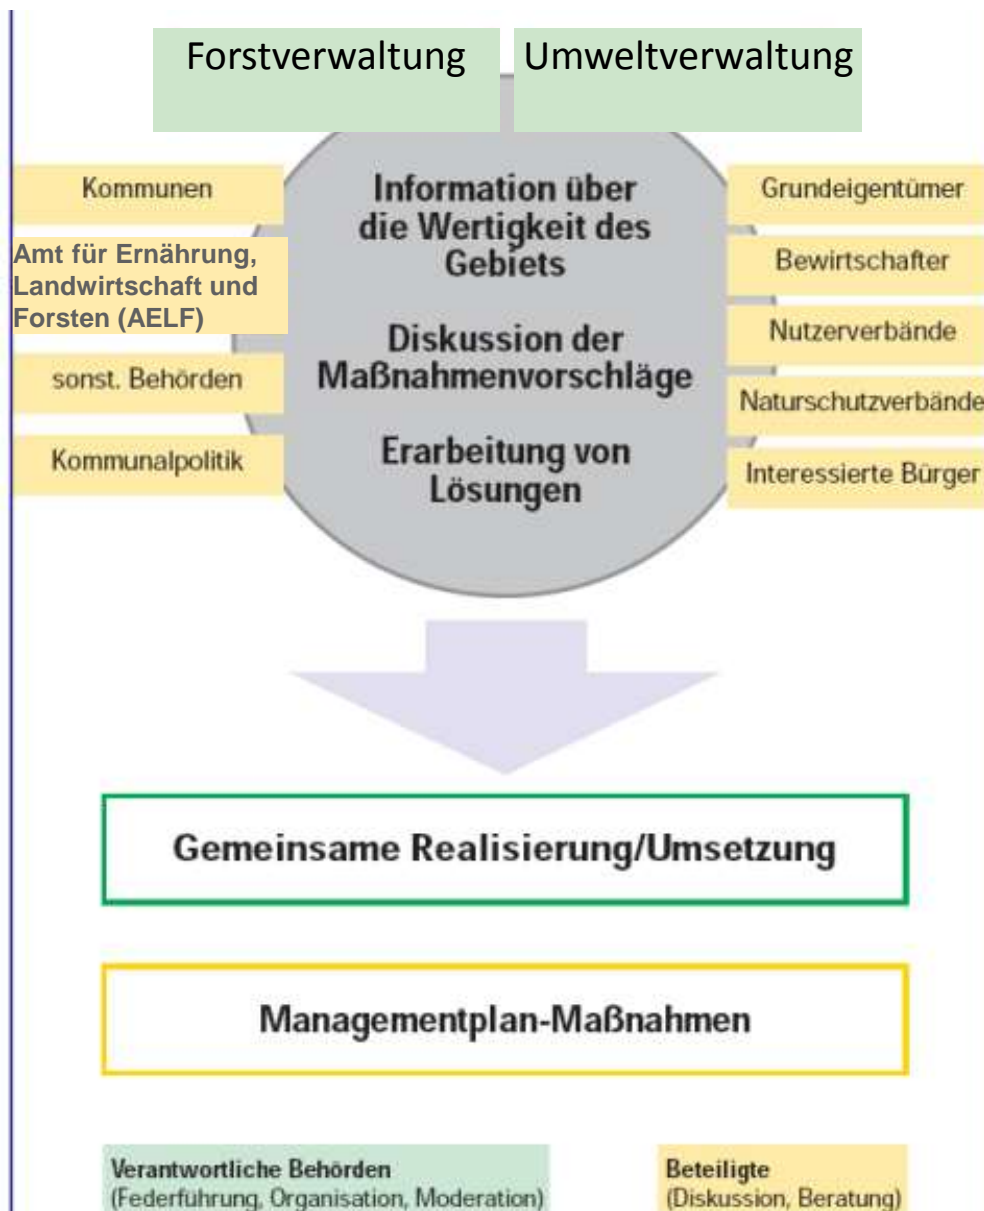 Forstverwaltung
Umweltverwaltung
Kommunen
Amt für Ernährung,
Landwirtschaft und
Forsten (AELF)
sonst. Behörden
Kommunalpolitik
Information über
die Wertigkeit des
Gebiets
Diskussion der
Maßnahmenvorschläge
Erarbeitung von
Lösungen
Grundeigentümer
Bewirtschafter
Nutzerverbände
Naturschutzverbände
Interessierte Bürger
Gemeinsame Realisierung/Umsetzung
Managementplan-Maßnahmen
Verantwortliche Behörden
(Federführung, Organisation, Moderation)
Beteiligte
(Diskussion, Beratung)